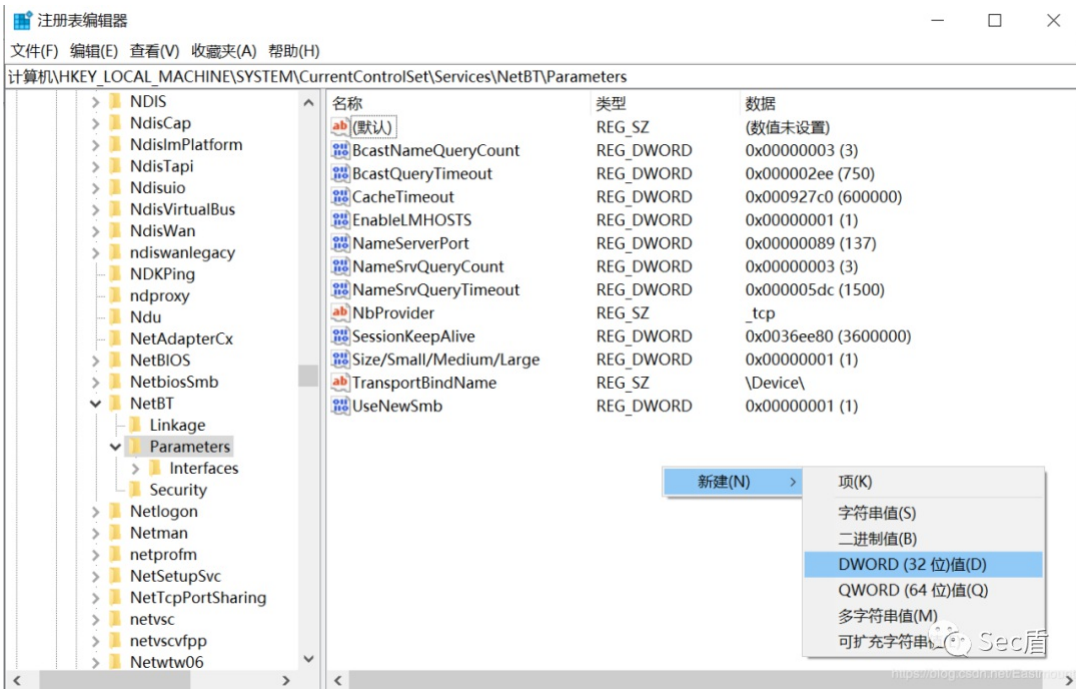 注册表编辑器
文件(F) 编辑(E) 查看(V) 收藏夹(A) 帮助(H)
计算机\HKEY_LOCAL_MACHINE\SYSTEM\CurrentControlSet\Services\NetBT\Parameters
NDIS
NdisCap
NdisImPlatform
NdisTapi
Ndisuio
NdisVirtualBus
NdisWan
ndiswanlegacy
NDKPing
ndproxy
Ndu
NetAdapterCx
NetBIOS
NetbiosSmb
NetBT
Linkage
Parameters
Interfaces
Security
Netlogon
Netman
netprofm
NetSetupSvc
NetTcpPortSharing
netvsc
netvscvfpp
Netwtw06
名称 类型 数据
(默认) REG_SZ (数值未设置)
BcastNameQueryCount REG_DWORD 0x00000003 (3)
BcastQueryTimeout REG_DWORD 0x000002ee (750)
CacheTimeout REG_DWORD 0x000927c0 (600000)
EnableLMHOSTS REG_DWORD 0x00000001 (1)
NameServerPort REG_DWORD 0x00000089 (137)
NameSrvQueryCount REG_DWORD 0x00000003 (3)
NameSrvQueryTimeout REG_DWORD 0x000005dc (1500)
NbProvider REG_SZ _tcp
SessionKeepAlive REG_DWORD 0x0036ee80 (3600000)
Size/Small/Medium/Large REG_DWORD 0x00000001 (1)
TransportBindName REG_SZ \Device\
UseNewSmb REG_DWORD 0x00000001 (1)
新建(N)
项(K)
字符串值(S)
二进制值(B)
DWORD (32 位)值(D)
QWORD (64 位)值(Q)
多字符串值(M)
可扩充字符串
Sec盾